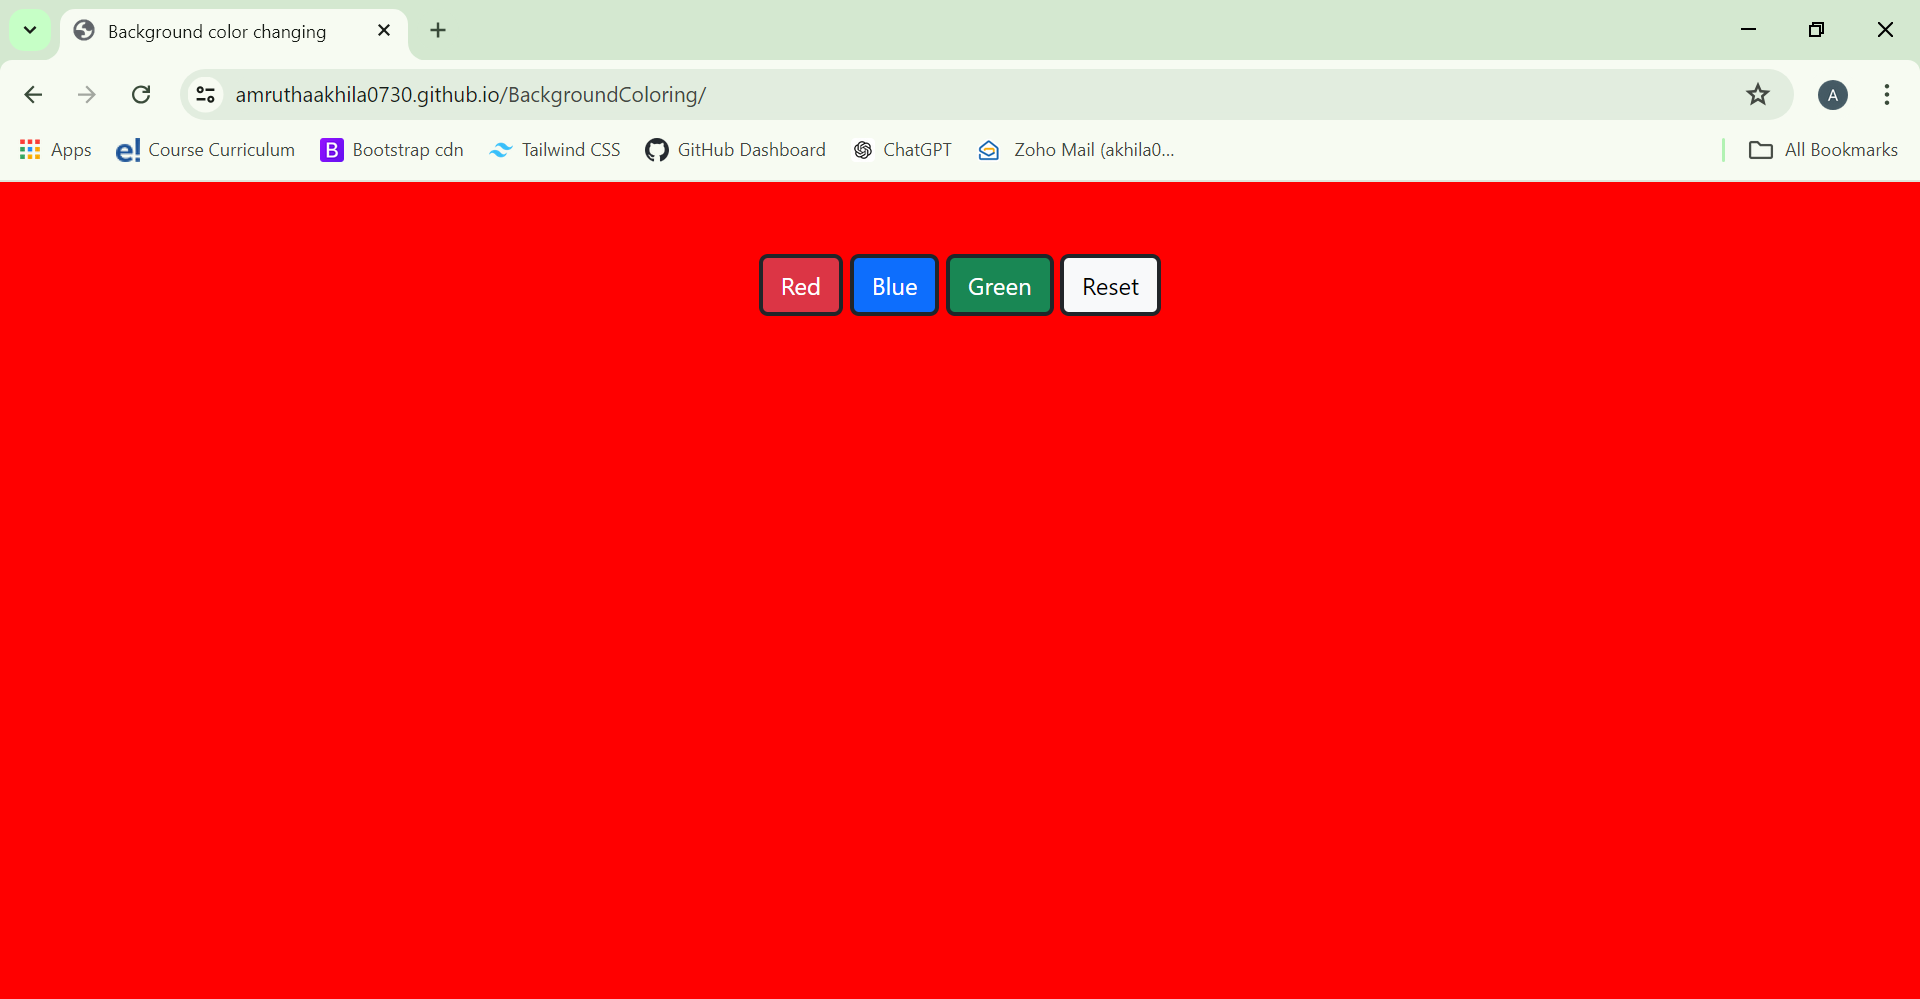 Background color changing
amruthaakhila0730.github.io/BackgroundColoring/
A
Apps e! Course Curriculum B Bootstrap cdn Tailwind CSS GitHub Dashboard ChatGPT Zoho Mail (akhila0... All Bookmarks
Red Blue Green Reset